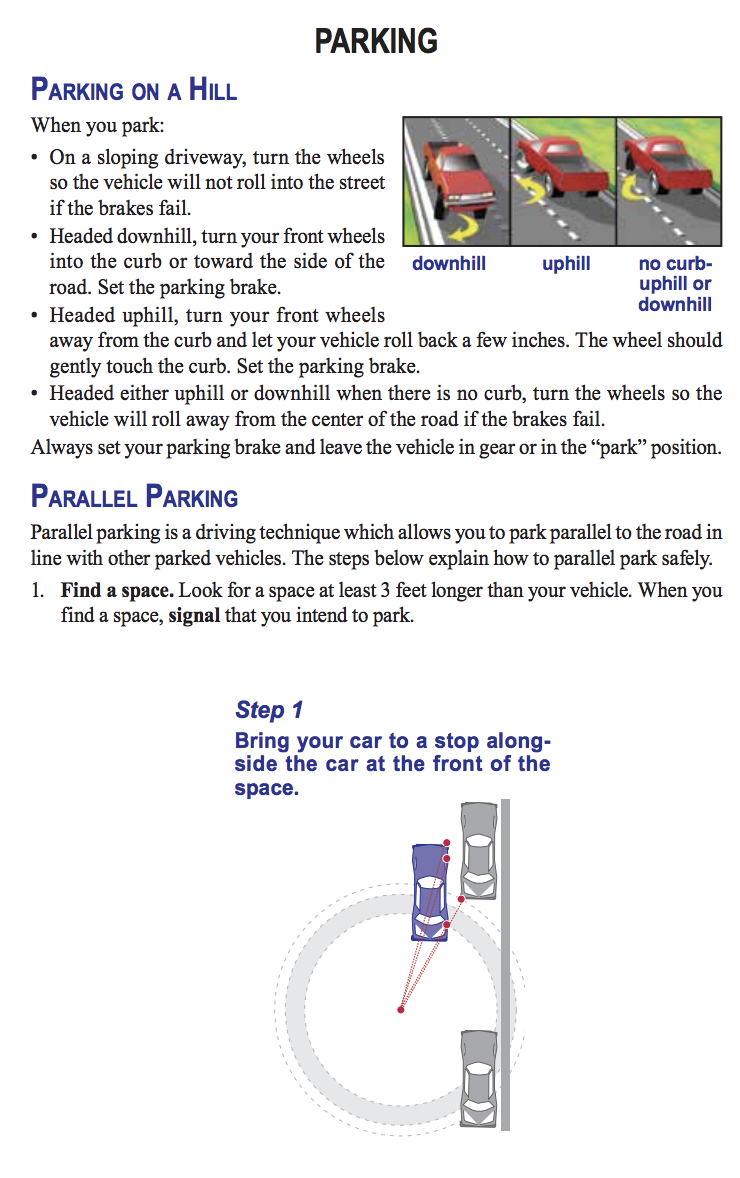 PARKING
PARKING ON A HILL
When you park:
• On a sloping driveway, turn the wheels
so the vehicle will not roll into the street
if the brakes fail.
• Headed downhill, turn your front wheels
into the curb or toward the side of the
road. Set the parking brake.
• Headed uphill, turn your front wheels
away from the curb and let your vehicle roll back a few inches. The wheel should
gently touch the curb. Set the parking brake.
• Headed either uphill or downhill when there is no curb, turn the wheels so the
vehicle will roll away from the center of the road if the brakes fail.
Always set your parking brake and leave the vehicle in gear or in the “park” position.
downhill
uphill
no curb-
uphill or
downhill
PARALLEL PARKING
Parallel parking is a driving technique which allows you to park parallel to the road in
line with other parked vehicles. The steps below explain how to parallel park safely.
1. Find a space. Look for a space at least 3 feet longer than your vehicle. When you
find a space, signal that you intend to park.
Step 1
Bring your car to a stop along-
side the car at the front of the
space.